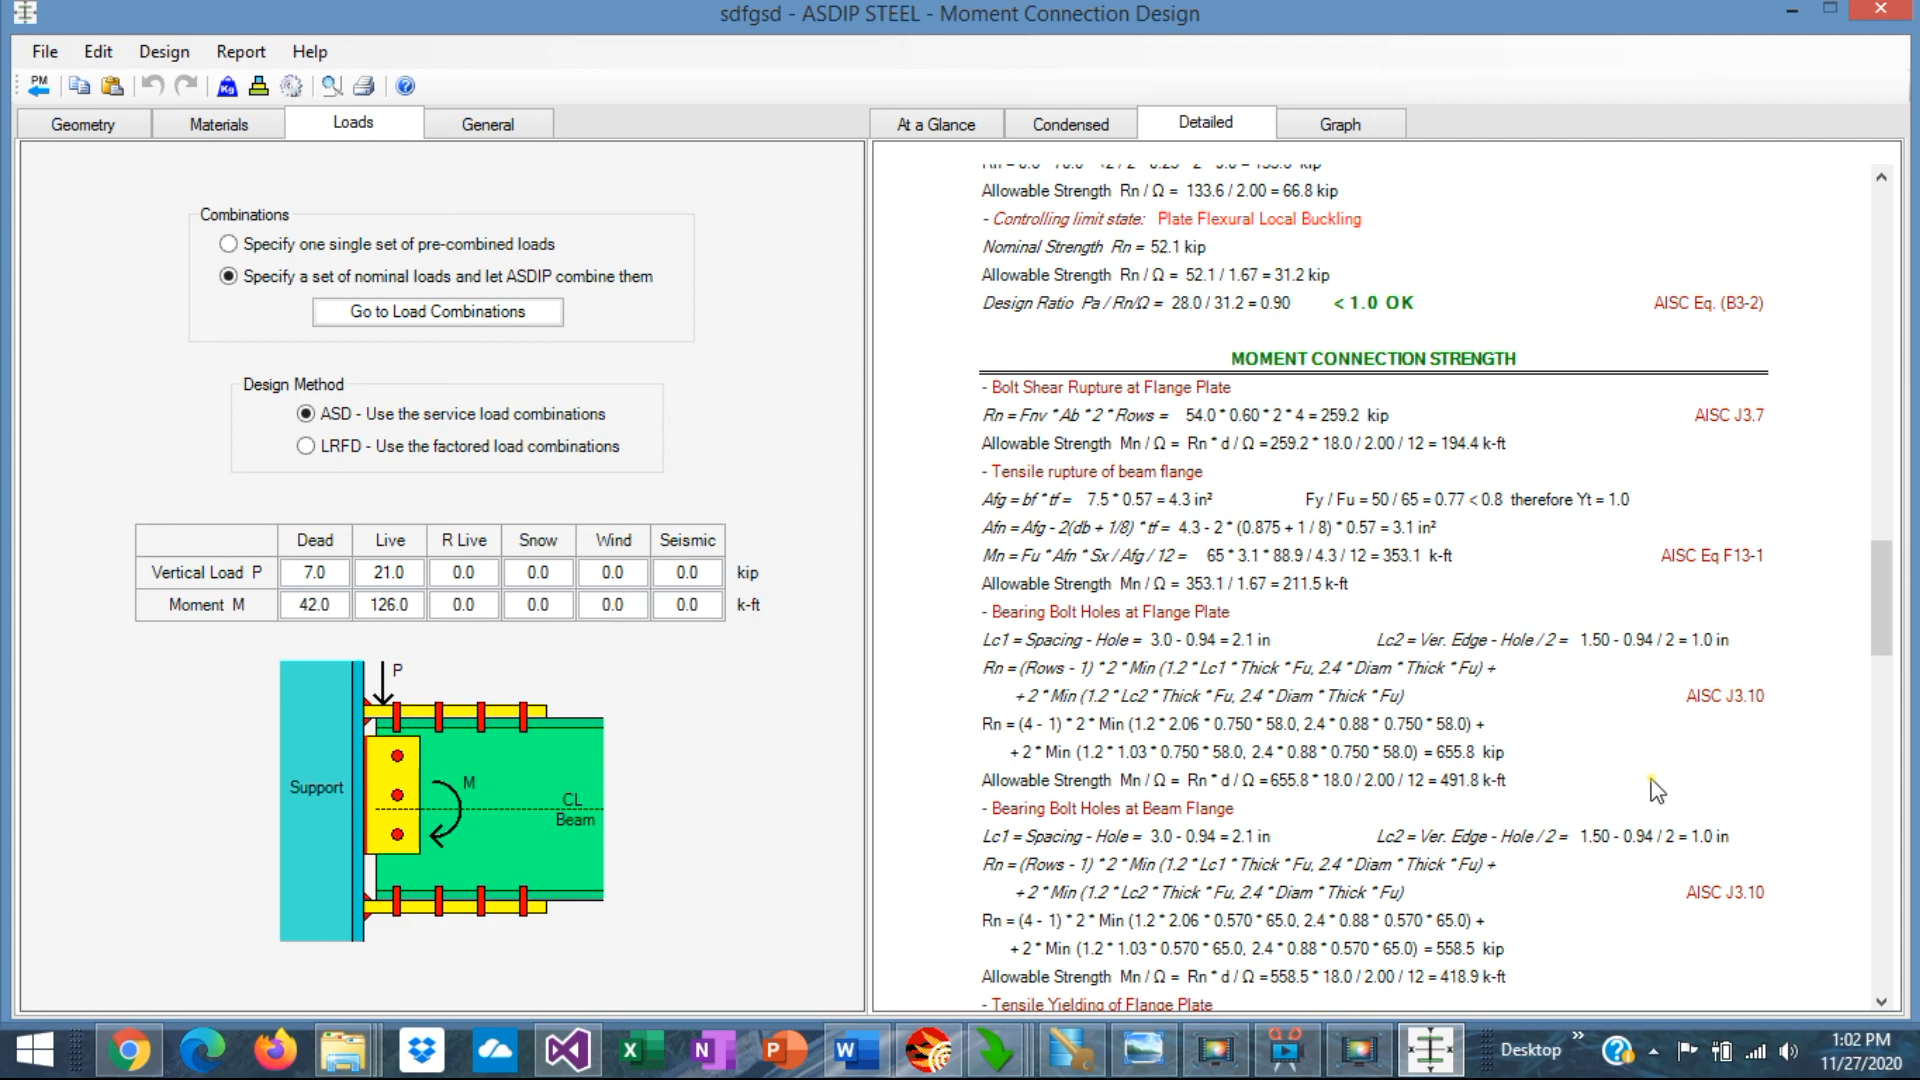 sdfgsd - ASDIP STEEL - Moment Connection Design
File Edit Design Report Help
PM
Kg
Geometry Materials Loads General
At a Glance Condensed Detailed Graph
Combinations
Specify one single set of pre-combined loads
Specify a set of nominal loads and let ASDIP combine them
Go to Load Combinations
Design Method
ASD - Use the service load combinations
LRFD - Use the factored load combinations
Dead Live R Live Snow Wind Seismic
Vertical Load P 7.0 21.0 0.0 0.0 0.0 0.0 kip
Moment M 42.0 126.0 0.0 0.0 0.0 0.0 k-ft
P
M
Support
CL
Beam
Allowable Strength Rn / Ω = 133.6 / 2.00 = 66.8 kip
- Controlling limit state: Plate Flexural Local Buckling
Nominal Strength Rn = 52.1 kip
Allowable Strength Rn / Ω = 52.1 / 1.67 = 31.2 kip
Design Ratio Pa / Rn/Ω = 28.0 / 31.2 = 0.90 < 1.0 OK AISC Eq. (B3-2)
MOMENT CONNECTION STRENGTH
- Bolt Shear Rupture at Flange Plate
Rn = Fnv * Ab * 2 * Rows = 54.0 * 0.60 * 2 * 4 = 259.2 kip AISC J3.7
Allowable Strength Mn / Ω = Rn * d / Ω = 259.2 * 18.0 / 2.00 / 12 = 194.4 k-ft
- Tensile rupture of beam flange
Afg = bf * tf = 7.5 * 0.57 = 4.3 in² Fy / Fu = 50 / 65 = 0.77 < 0.8 therefore Yt = 1.0
Afn = Afg - 2(db + 1/8) * tf = 4.3 - 2 * (0.875 + 1 / 8) * 0.57 = 3.1 in²
Mn = Fu * Afn * Sx / Afg / 12 = 65 * 3.1 * 88.9 / 4.3 / 12 = 353.1 k-ft AISC Eq F13-1
Allowable Strength Mn / Ω = 353.1 / 1.67 = 211.5 k-ft
- Bearing Bolt Holes at Flange Plate
Lc1 = Spacing - Hole = 3.0 - 0.94 = 2.1 in Lc2 = Ver. Edge - Hole / 2 = 1.50 - 0.94 / 2 = 1.0 in
Rn = (Rows - 1) * 2 * Min (1.2 * Lc1 * Thick * Fu, 2.4 * Diam * Thick * Fu) +
+ 2 * Min (1.2 * Lc2 * Thick * Fu, 2.4 * Diam * Thick * Fu) AISC J3.10
Rn = (4 - 1) * 2 * Min (1.2 * 2.06 * 0.750 * 58.0, 2.4 * 0.88 * 0.750 * 58.0) +
+ 2 * Min (1.2 * 1.03 * 0.750 * 58.0, 2.4 * 0.88 * 0.750 * 58.0) = 655.8 kip
Allowable Strength Mn / Ω = Rn * d / Ω = 655.8 * 18.0 / 2.00 / 12 = 491.8 k-ft
- Bearing Bolt Holes at Beam Flange
Lc1 = Spacing - Hole = 3.0 - 0.94 = 2.1 in Lc2 = Ver. Edge - Hole / 2 = 1.50 - 0.94 / 2 = 1.0 in
Rn = (Rows - 1) * 2 * Min (1.2 * Lc1 * Thick * Fu, 2.4 * Diam * Thick * Fu) +
+ 2 * Min (1.2 * Lc2 * Thick * Fu, 2.4 * Diam * Thick * Fu) AISC J3.10
Rn = (4 - 1) * 2 * Min (1.2 * 2.06 * 0.570 * 65.0, 2.4 * 0.88 * 0.570 * 65.0) +
+ 2 * Min (1.2 * 1.03 * 0.570 * 65.0, 2.4 * 0.88 * 0.570 * 65.0) = 558.5 kip
Allowable Strength Mn / Ω = Rn * d / Ω = 558.5 * 18.0 / 2.00 / 12 = 418.9 k-ft
- Tensile Yielding of Flange Plate
Desktop
1:02 PM
11/27/2020